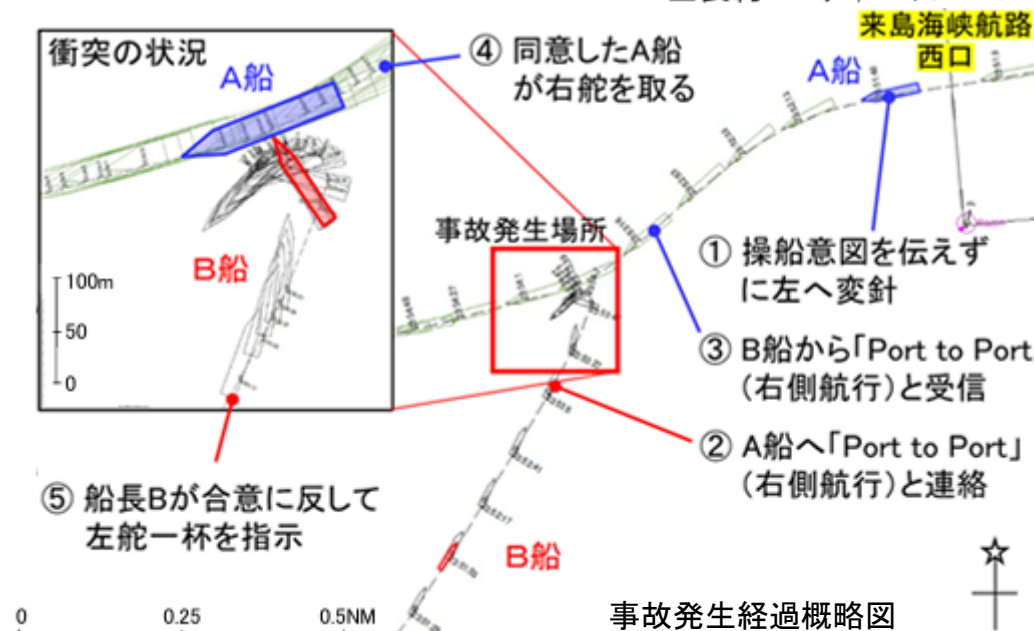 来島海峡航路
西口
衝突の状況
A船
④ 同意したA船
が右舵を取る
A船
事故発生場所
① 操船意図を伝えず
に左へ変針
B船
100m
50
0
③ B船から「Port to Port
(右側航行)と受信
② A船へ「Port to Port」
(右側航行)と連絡
⑤ 船長Bが合意に反して
左舵一杯を指示
B船
0 0.25 0.5NM
事故発生経過概略図